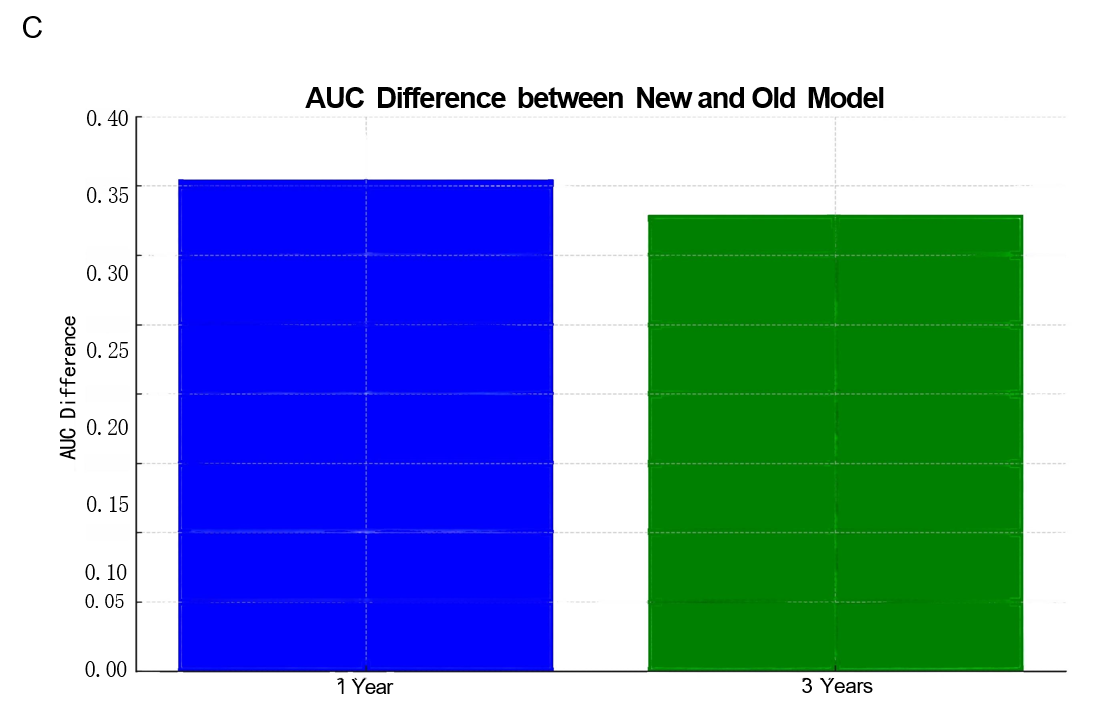 C
AUC Difference between New and Old Model
0.40
0.35
0.30
0.25
0.20
0.15
0.10
0.05
0.00
AUC Difference
1 Year
3 Years